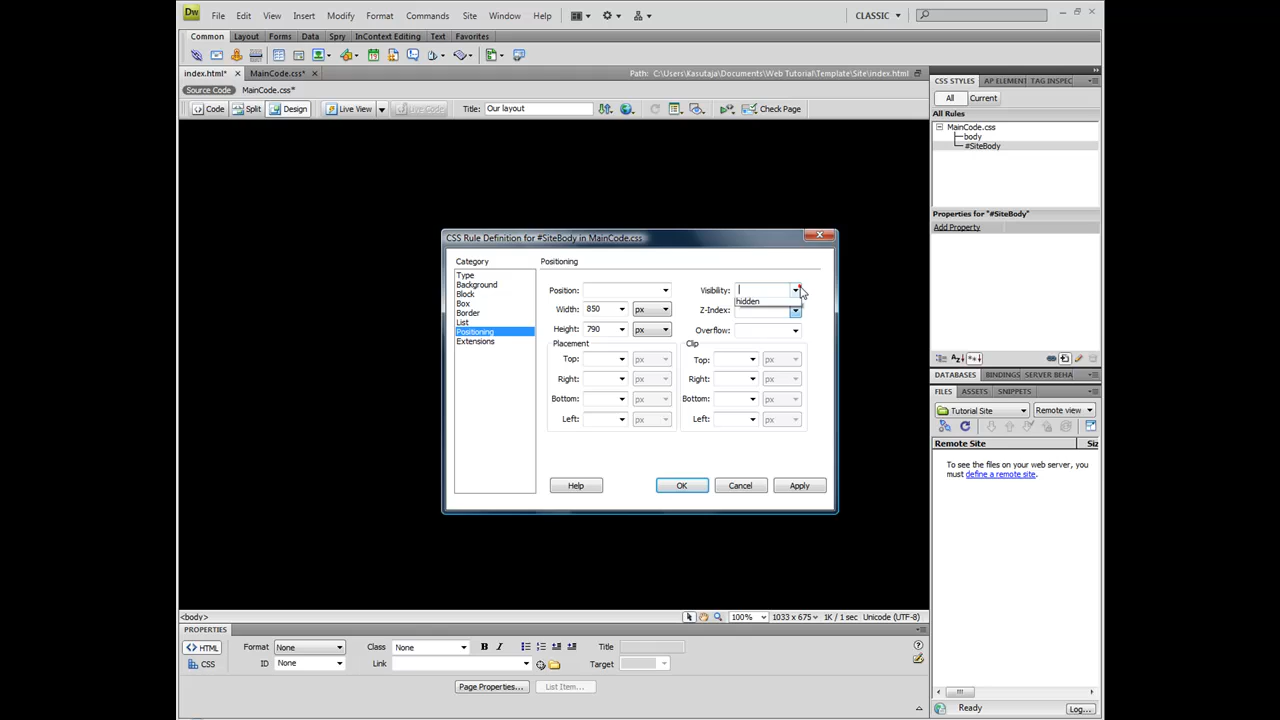 Dw File Edit View Insert Modify Format Commands Site Window Help CLASSIC
Common Layout Forms Data Spry InContext Editing Text Favorites
index.html* MainCode.css* Path: C:\Users\Kasutaja\Documents\Web Tutorial\Template\Site\index.html
Source Code MainCode.css*
Code Split Design Live View Live Code Title: Our layout Check Page
CSS STYLES AP ELEMENT TAG INSPEC
All Current
All Rules
MainCode.css
body
#SiteBody
Properties for "#SiteBody"
Add Property
CSS Rule Definition for #SiteBody in MainCode.css
Category
Type
Background
Block
Box
Border
List
Positioning
Extensions
Positioning
Position: Visibility:
hidden
Width: 850 px Z-Index:
Height: 790 px Overflow:
Placement Clip
Top: px Top: px
Right: px Right: px
Bottom: px Bottom: px
Left: px Left: px
Help OK Cancel Apply
DATABASES BINDINGS SERVER BEHA
FILES ASSETS SNIPPETS
Tutorial Site Remote view
Remote Site Siz
To see the files on your web server, you
must define a remote site.
<body> 100% 1033 x 675 1K / 1 sec Unicode (UTF-8)
PROPERTIES
HTML Format None Class None B I Title
CSS ID None Link Target
Page Properties... List Item...
Ready Log...